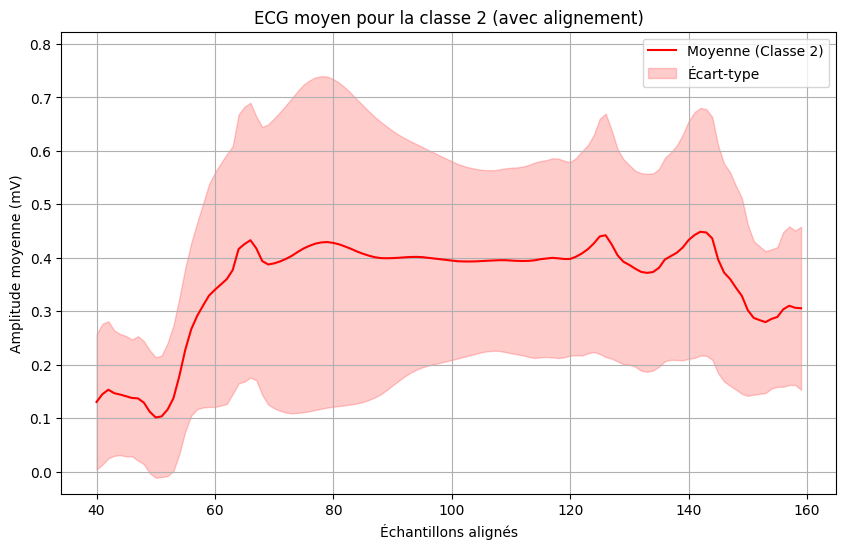 ECG moyen pour la classe 2 (avec alignement)
Moyenne (Classe 2)
Écart-type
Amplitude moyenne (mV)
0.8
0.7
0.6
0.5
0.4
0.3
0.2
0.1
0.0
40 60 80 100 120 140 160
Échantillons alignés